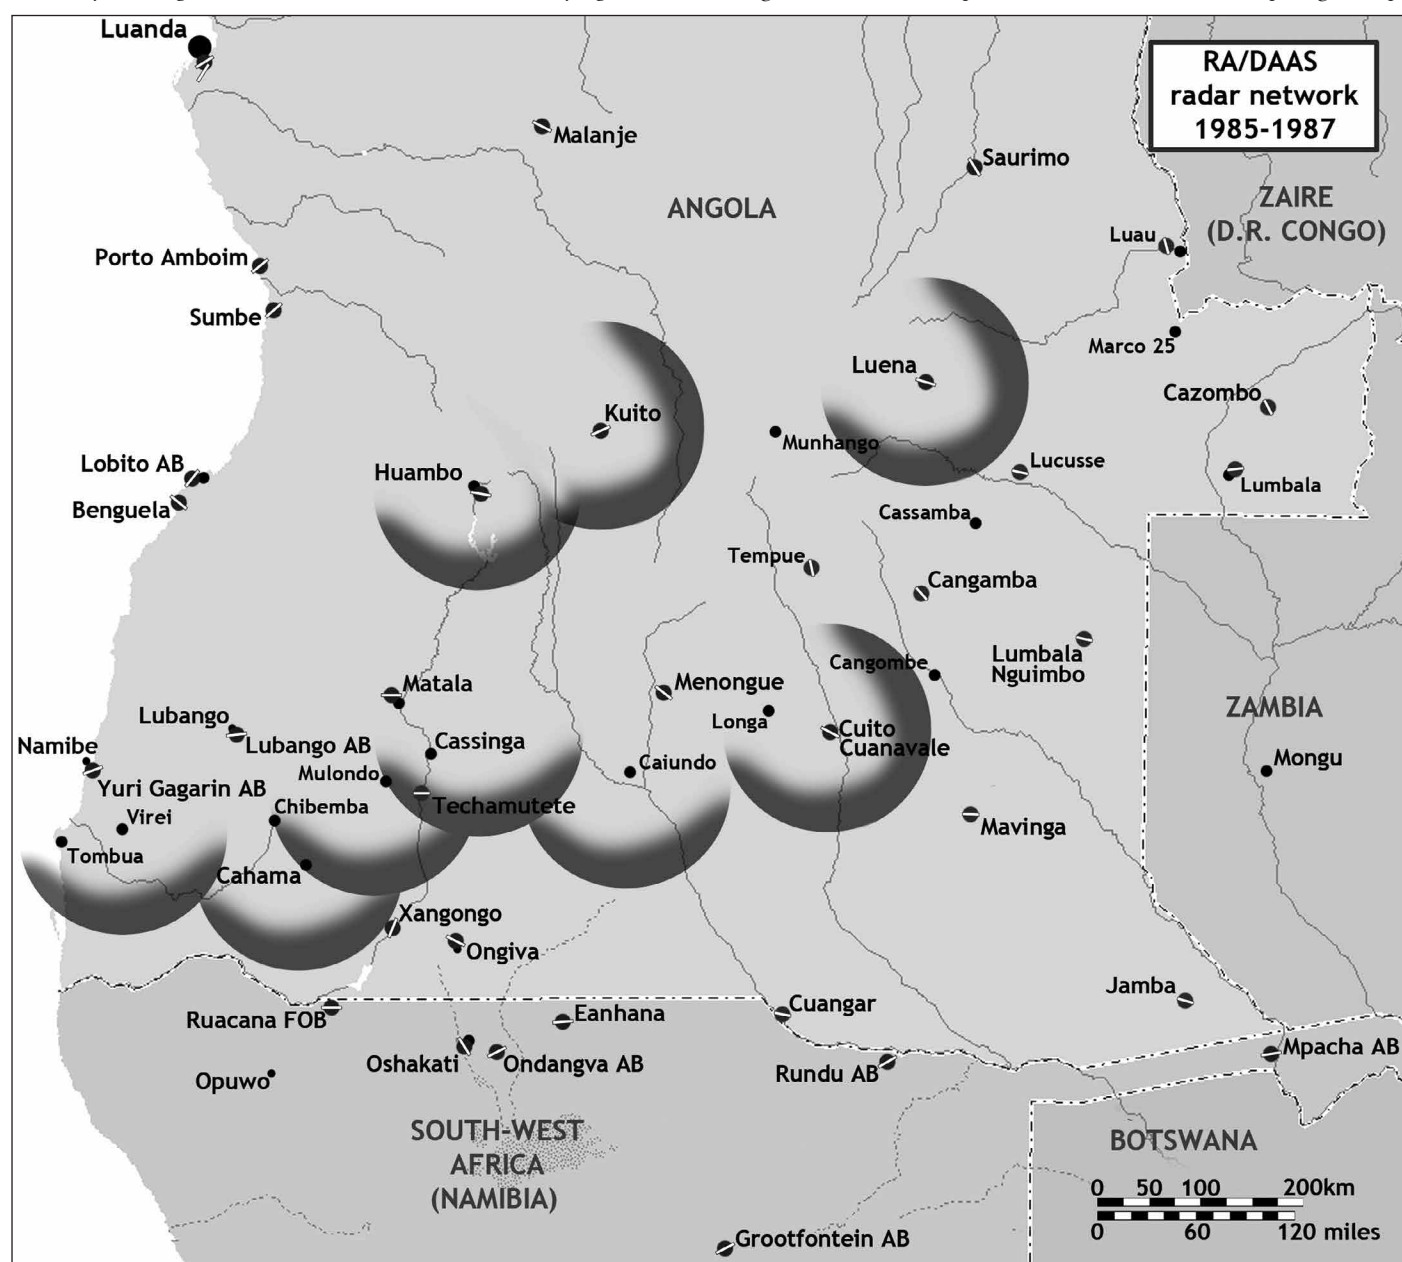 Luanda
RA/DAAS
radar network
1985-1987
Malanje
Saurimo
ANGOLA
ZAIRE
(D.R. CONGO)
Luau
Porto Amboim
Sumbe
Marco 25
Luena
Cazombo
Kuito
Munhango
Lobito AB
Huambo
Lucusse
Lumbala
Benguela
Cassamba
Tempue
Cangamba
Lumbala
Nguimbo
Cangombe
Matala
Menongue
Longa
ZAMBIA
Lubango
Lubango AB
Cuito
Cuanavale
Namibe
Cassinga
Mulondo
Caiundo
Mongu
Yuri Gagarin AB
Chibemba
Techamutete
Virei
Mavinga
Tombua
Cahama
Xangongo
Ongiva
Jamba
Ruacana FOB
Eanhana
Cuangar
Oshakati
Ondangva AB
Rundu AB
Mpacha AB
Opuwo
SOUTH-WEST
AFRICA
(NAMIBIA)
BOTSWANA
0 50 100 200km
0 60 120 miles
Grootfontein AB